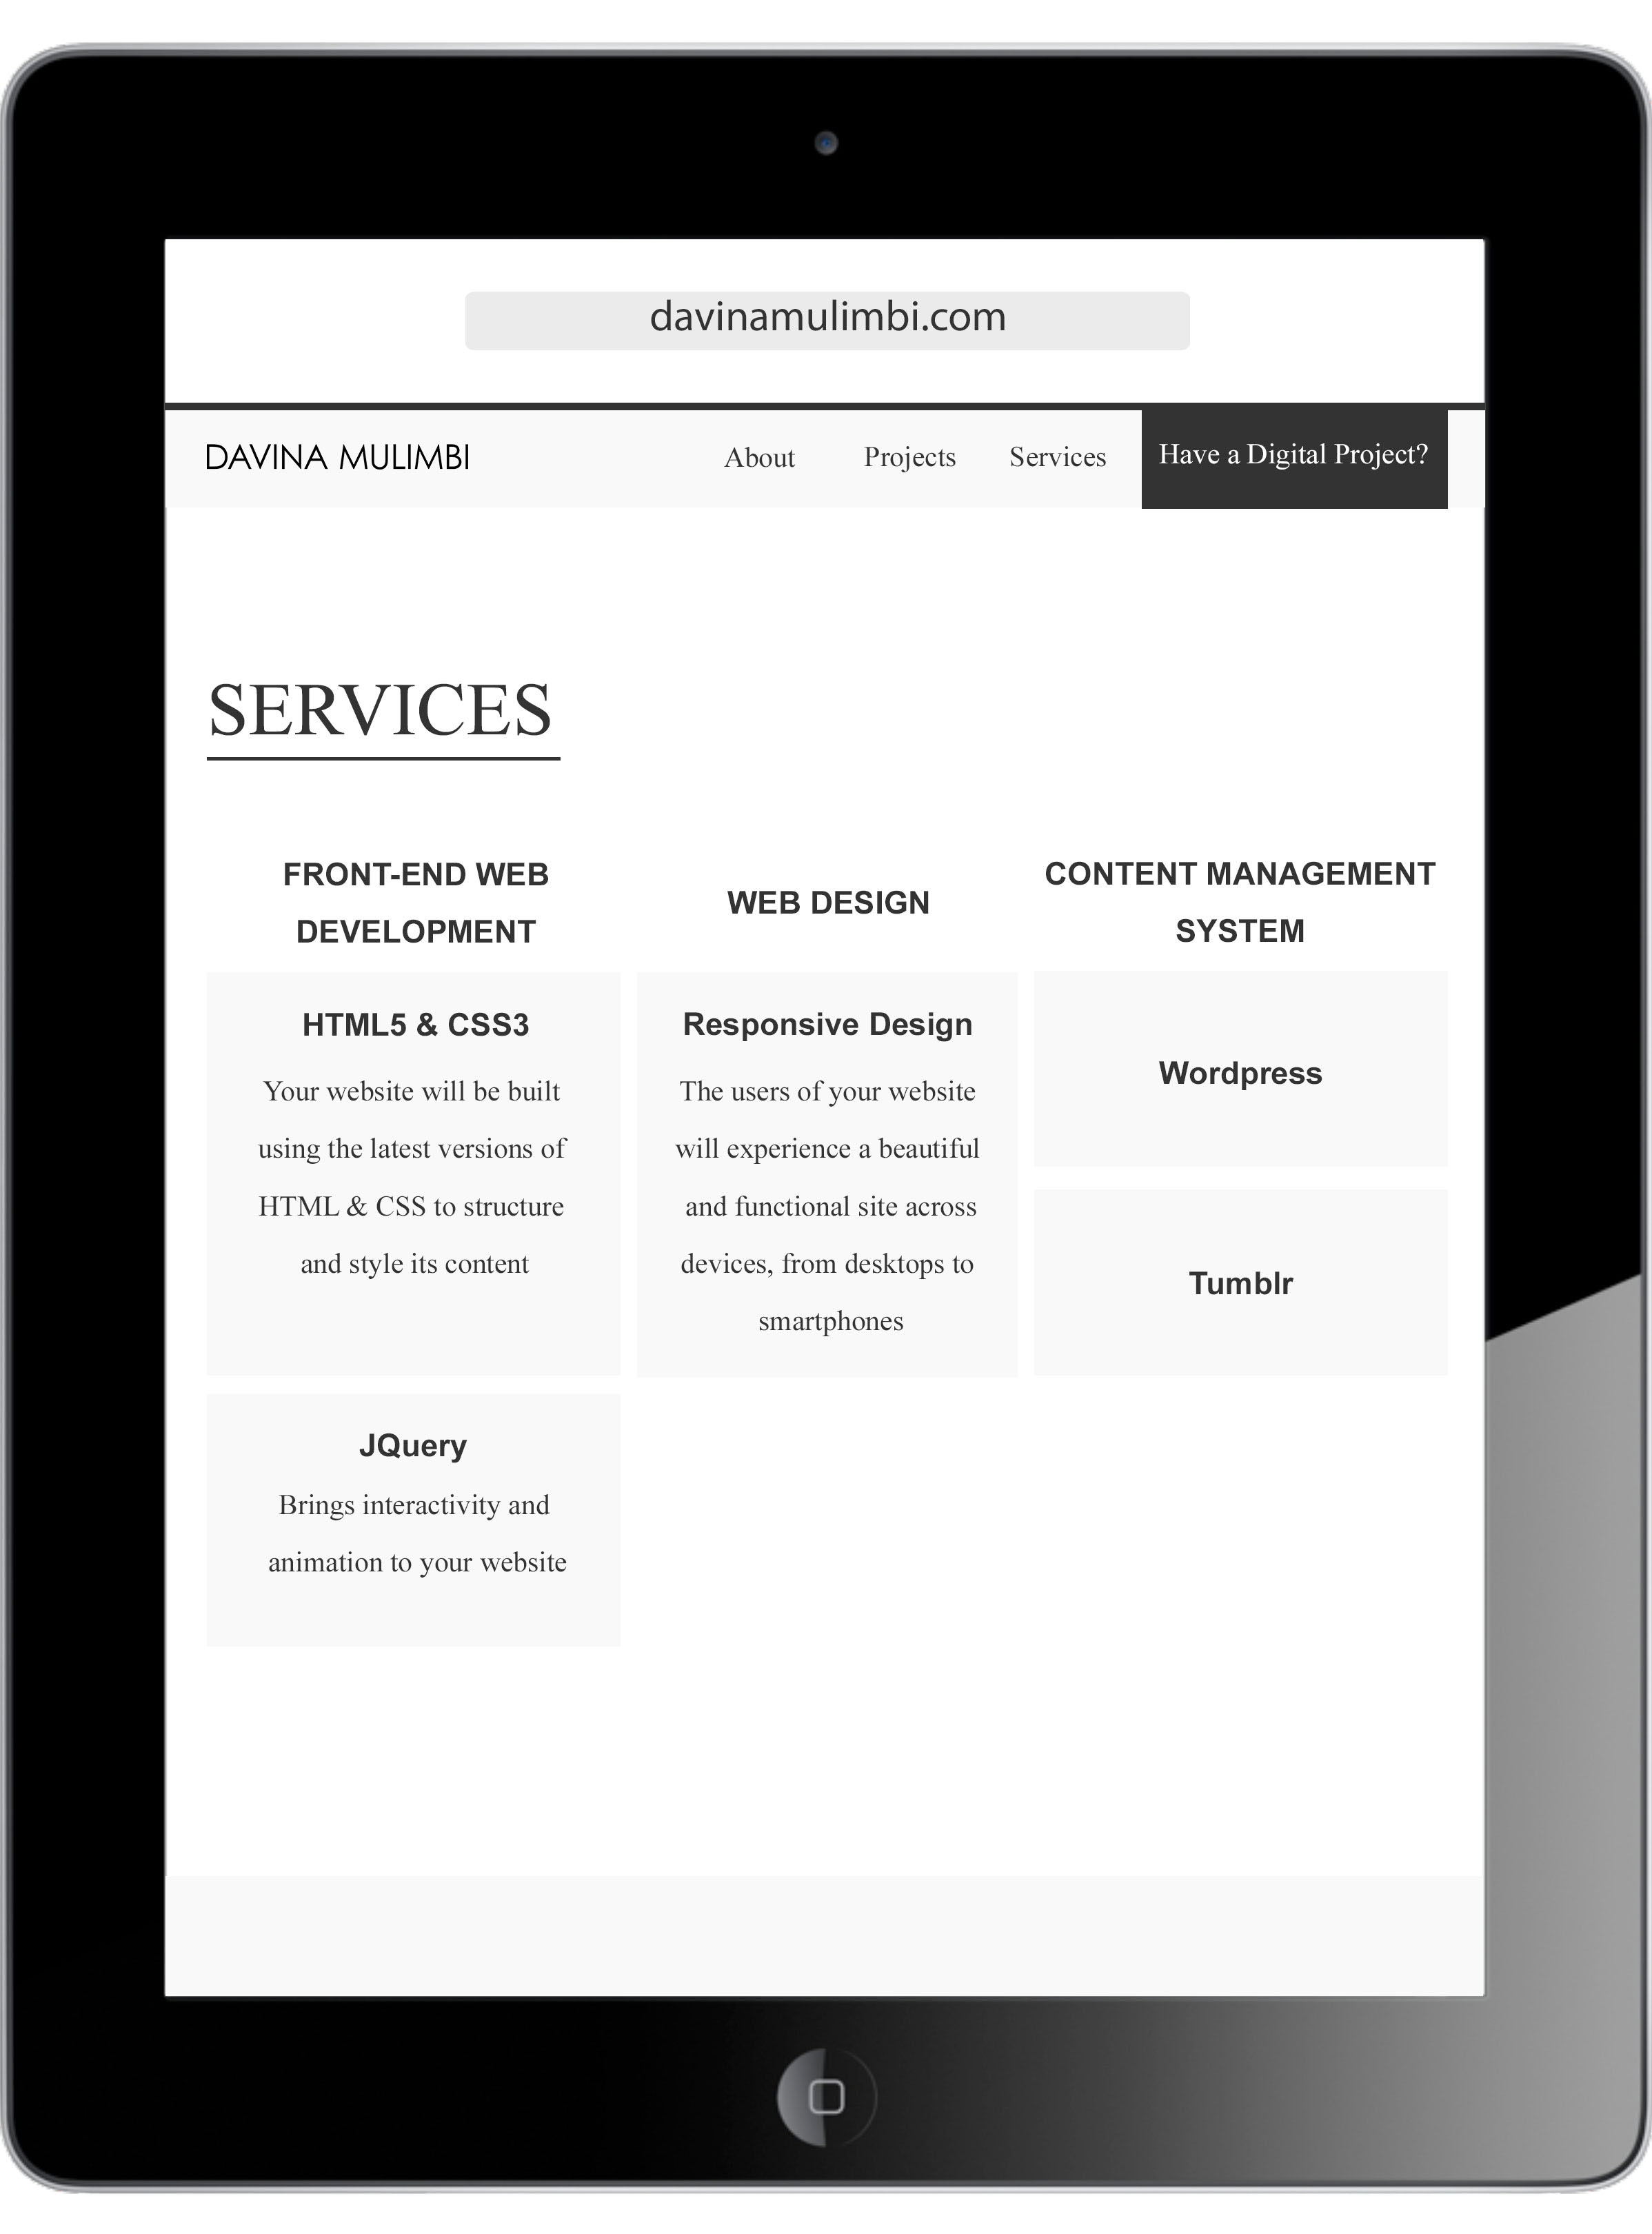 davinamulimbi.com
DAVINA MULIMBI
About
Projects
Services
Have a Digital Project?
SERVICES
FRONT-END WEB
DEVELOPMENT
HTML5 & CSS3
Your website will be built
using the latest versions of
HTML & CSS to structure
and style its content
JQuery
Brings interactivity and
animation to your website
WEB DESIGN
Responsive Design
The users of your website
will experience a beautiful
and functional site across
devices, from desktops to
smartphones
CONTENT MANAGEMENT
SYSTEM
Wordpress
Tumblr